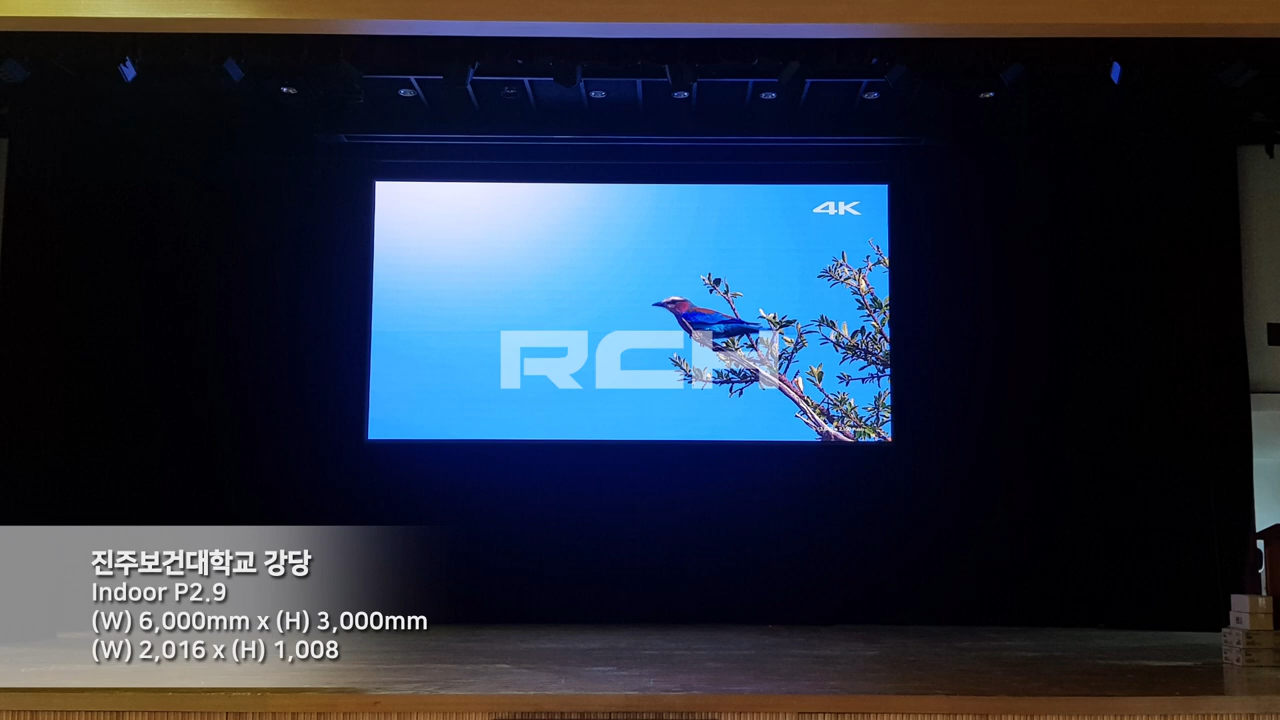 4K
RCH
진주보건대학교 강당
Indoor P2.9
(W) 6,000mm x (H) 3,000mm
(W) 2,016 x (H) 1,008